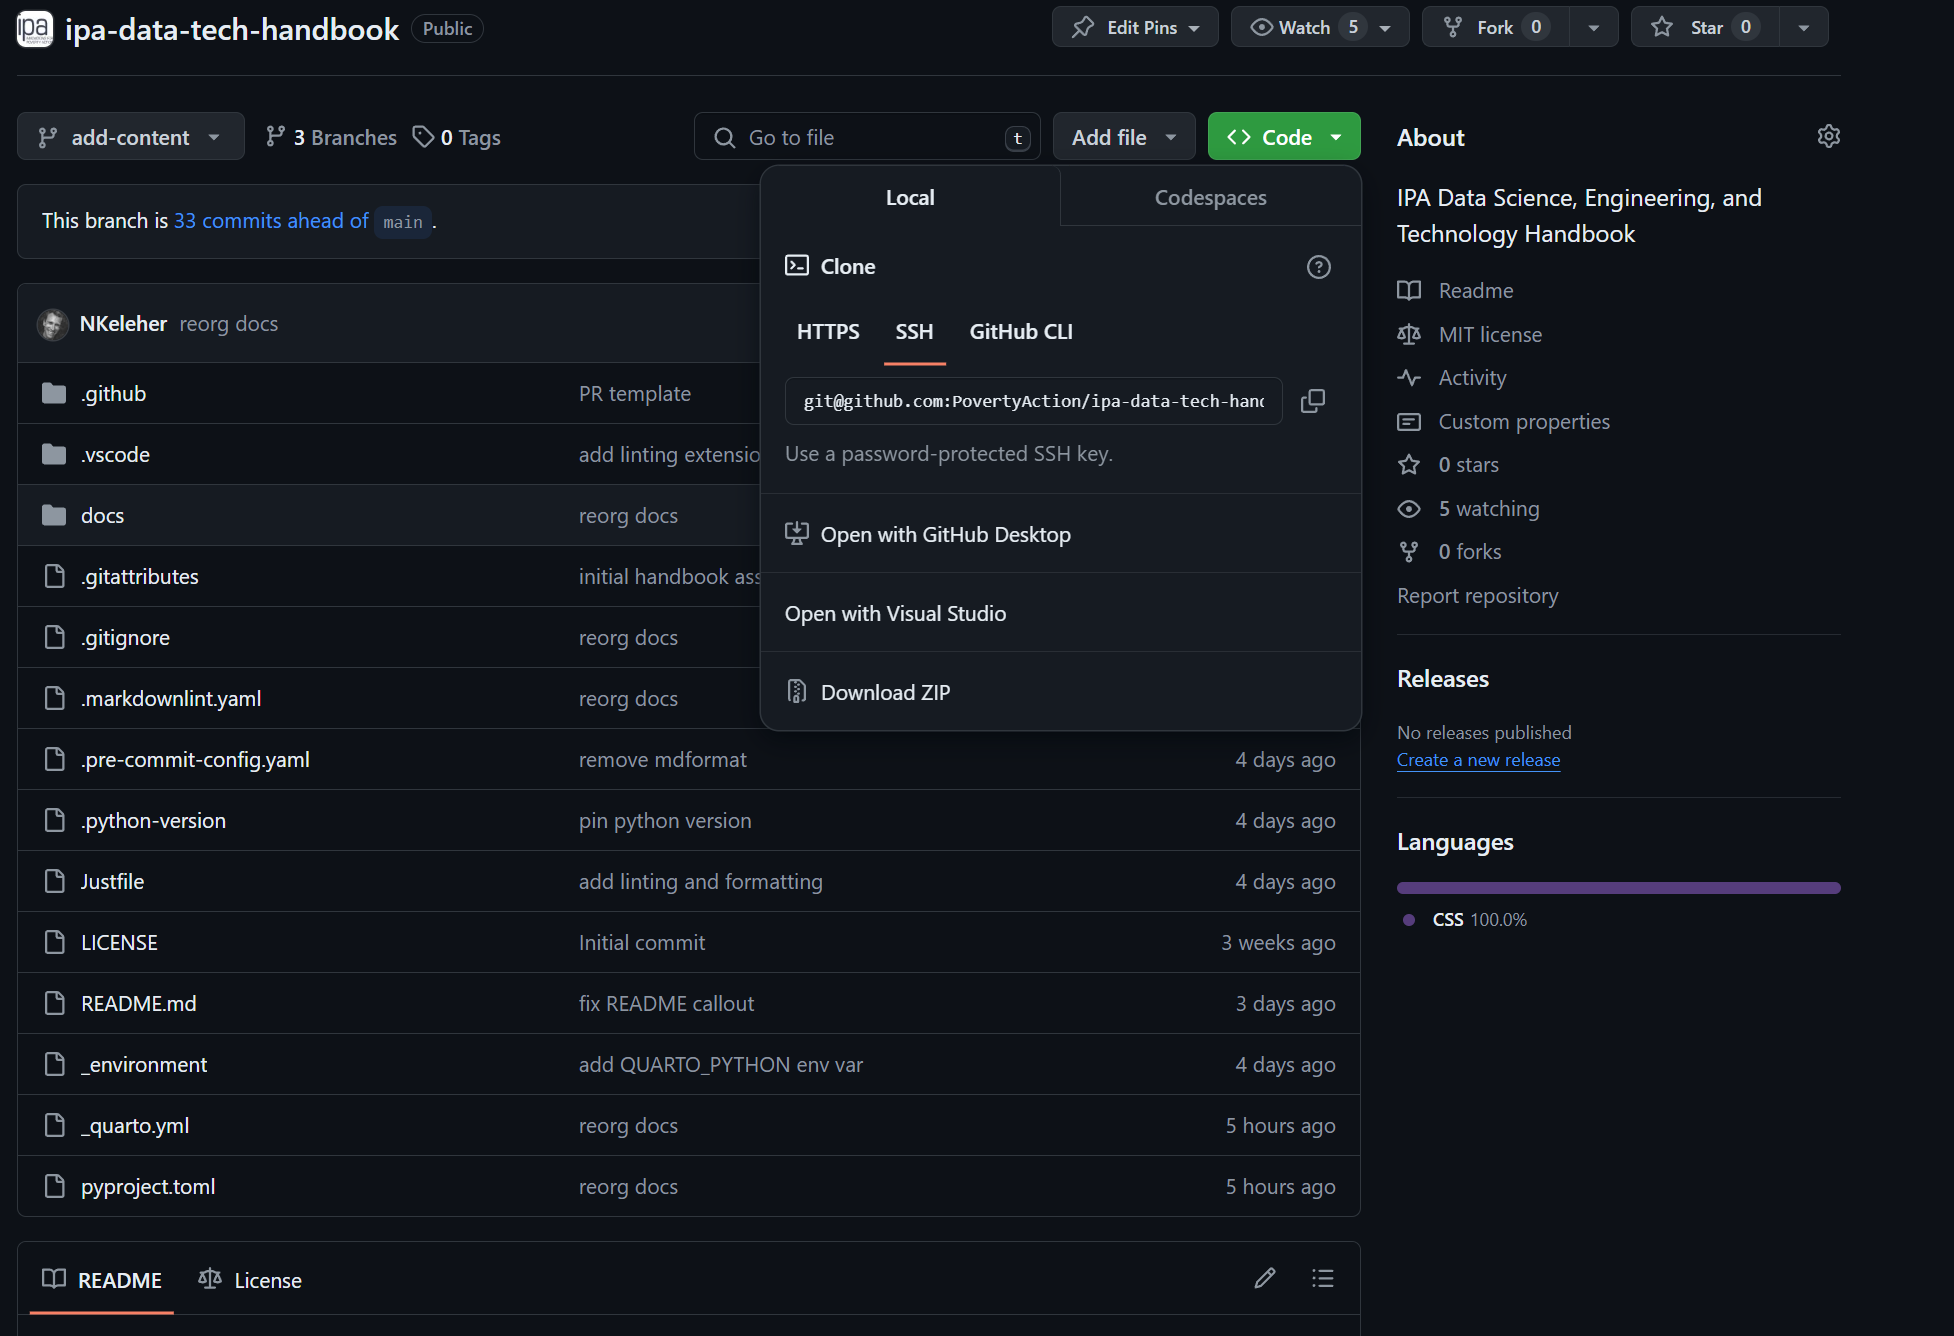 ipa
ipa-data-tech-handbook Public
Edit Pins
Watch 5
Fork 0
Star 0
add-content
3 Branches
0 Tags
Go to file
t
Add file
<> Code
About
IPA Data Science, Engineering, and
Technology Handbook
Readme
MIT license
Activity
Custom properties
0 stars
5 watching
0 forks
Report repository
Releases
No releases published
Create a new release
Languages
CSS 100.0%
This branch is 33 commits ahead of main.
Local
Codespaces
Clone
?
HTTPS
SSH
GitHub CLI
git@github.com:PovertyAction/ipa-data-tech-hand
Use a password-protected SSH key.
Open with GitHub Desktop
Open with Visual Studio
Download ZIP
NKeleher reorg docs
.github PR template
.vscode add linting extensio
docs reorg docs
.gitattributes initial handbook ass
.gitignore reorg docs
.markdownlint.yaml reorg docs
.pre-commit-config.yaml remove mdformat 4 days ago
.python-version pin python version 4 days ago
Justfile add linting and formatting 4 days ago
LICENSE Initial commit 3 weeks ago
README.md fix README callout 3 days ago
_environment add QUARTO_PYTHON env var 4 days ago
_quarto.yml reorg docs 5 hours ago
pyproject.toml reorg docs 5 hours ago
README
License